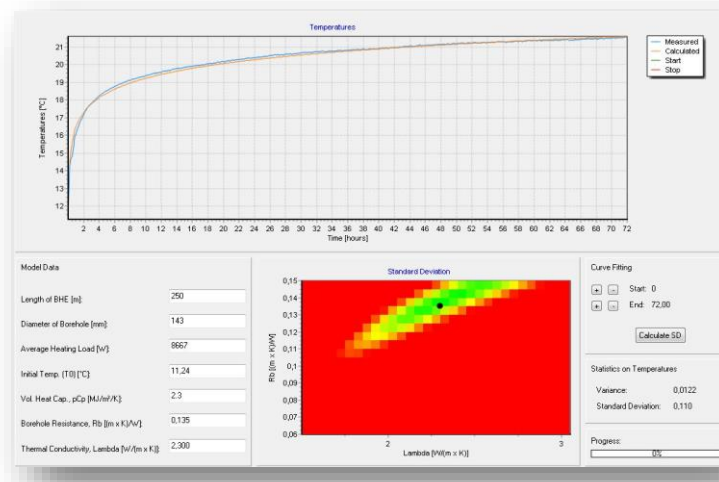 Temperatures
Temperatures [°C]
21
20
19
18
17
16
15
14
13
12
2 4 6 8 10 12 14 16 18 20 22 24 26 28 30 32 34 36 38 40 42 44 46 48 50 52 54 56 58 60 62 64 66 68 70 72
Time [hours]
Measured
Calculated
Start
Stop
Model Data
Length of BHE [m]: 250
Diameter of Borehole [mm]: 143
Average Heating Load [W]: 8667
Initial Temp. (T0) [°C]: 11,24
Vol. Heat Cap., pCp [MJ/m³/K]: 2.3
Borehole Resistance, Rb [(m x K)/W]: 0,135
Thermal Conductivity, Lambda [W/(m x K)]: 2,300
Standard Deviation
Rb [(m x K)/W]
0,15
0,14
0,13
0,12
0,11
0,1
0,09
0,08
0,07
0,06
2 3
Lambda [W/(m x K)]
Curve Fitting
+ - Start: 0
+ - End: 72,00
Calculate SD
Statistics on Temperatures
Variance: 0,0122
Standard Deviation: 0,110
Progress:
0%